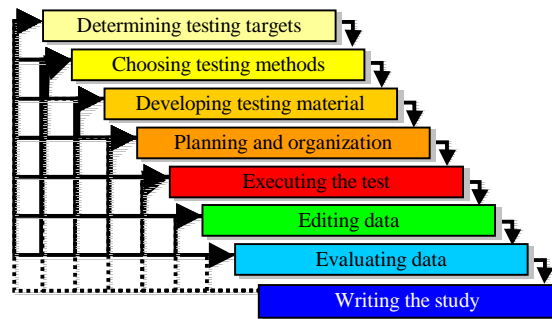 Determining testing targets
Choosing testing methods
Developing testing material
Planning and organization
Executing the test
Editing data
Evaluating data
Writing the study